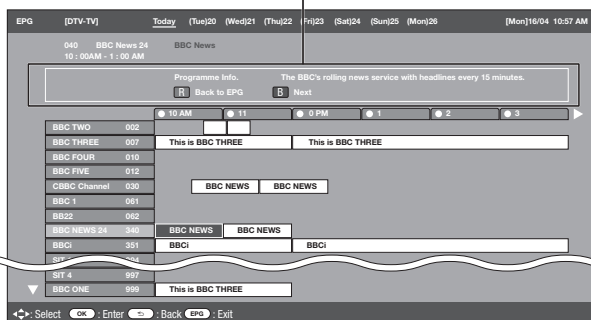 EPG [DTV-TV] Today (Tue)20 (Wed)21 (Thu)22 (Fri)23 (Sat)24 (Sun)25 (Mon)26 [Mon]16/04 10:57 AM
040 BBC News 24 BBC News
10 : 00AM - 1 : 00 AM
Programme Info. The BBC's rolling news service with headlines every 15 minutes.
R Back to EPG B Next
10 AM 11 0 PM 1 2 3
BBC TWO 002
BBC THREE 007 This is BBC THREE This is BBC THREE
BBC FOUR 010
BBC FIVE 012
CBBC Channel 030 BBC NEWS BBC NEWS
BBC 1 061
BB22 062
BBC NEWS 24 340 BBC NEWS BBC NEWS
BBCi 351 BBCi BBCi
SIT 4 997
BBC ONE 999 This is BBC THREE
: Select OK : Enter : Back EPG : Exit